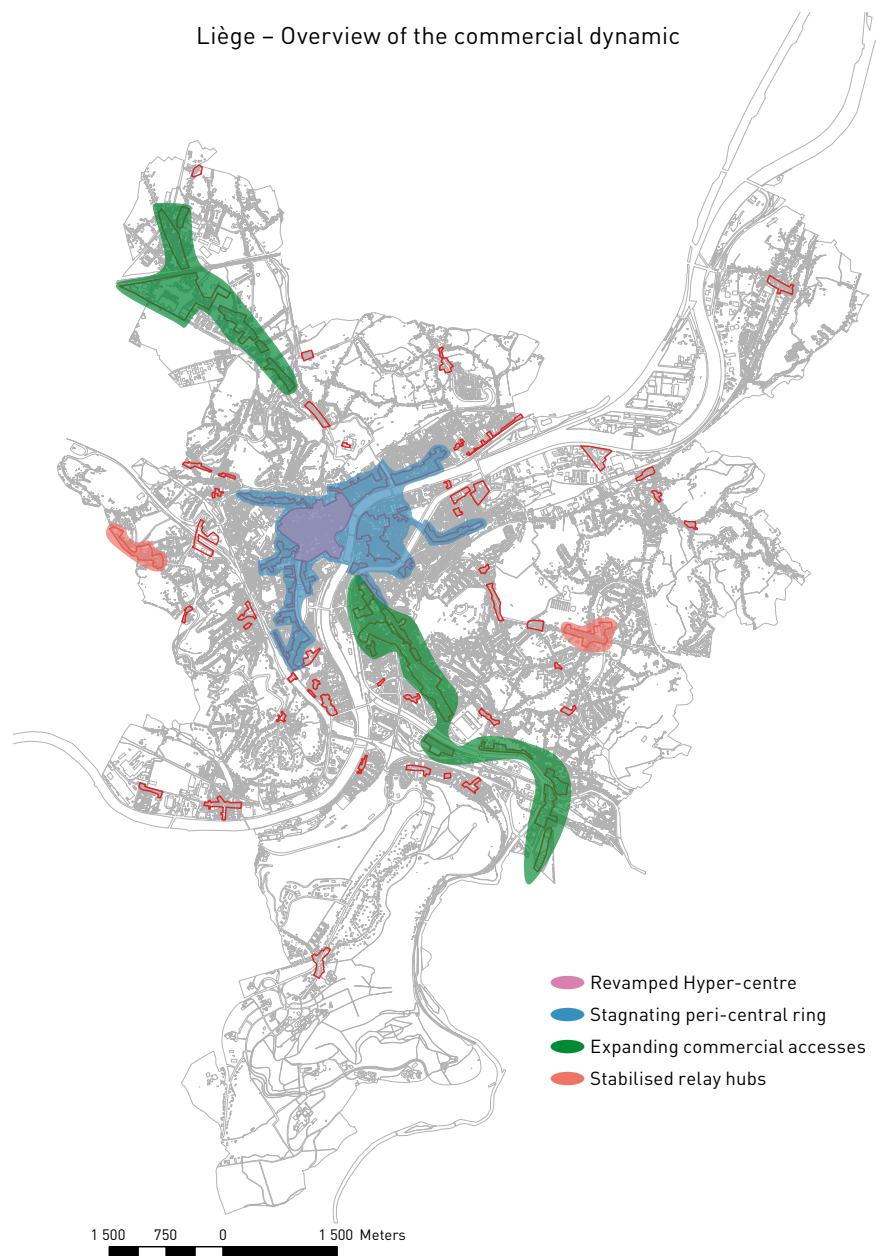 Liège – Overview of the commercial dynamic
Revamped Hyper-centre
Stagnating peri-central ring
Expanding commercial accesses
Stabilised relay hubs
1 500 750 0 1 500 Meters